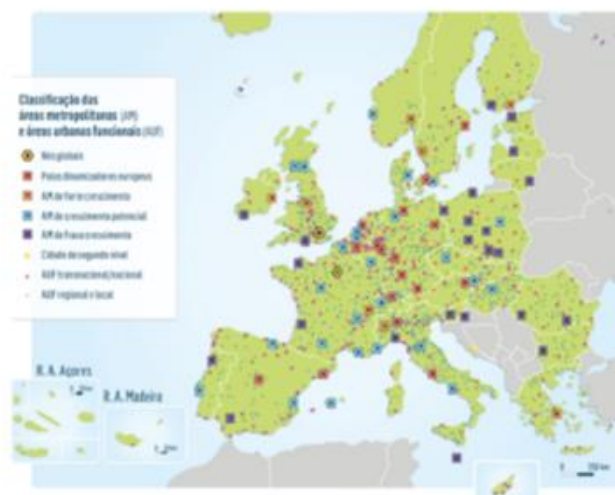 Classificação das
áreas metropolitanas (AM)
e áreas urbanas funcionais (AUF)
Nós globais
Polos dinamizadores europeus
AM de forte crescimento
AM de crescimento potencial
AM de fraco crescimento
Cidade de segundo nível
AUF transnacional/nacional
AUF regional e local
R. A. Açores
R. A. Madeira
0
km